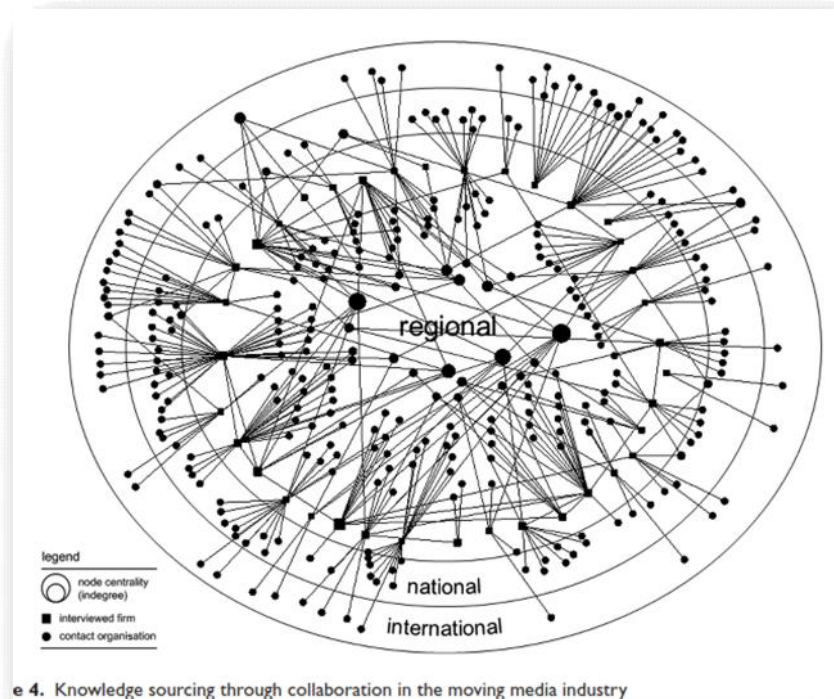 regional
national
international
legend
node centrality
(indegree)
interviewed firm
contact organisation
e 4. Knowledge sourcing through collaboration in the moving media industry